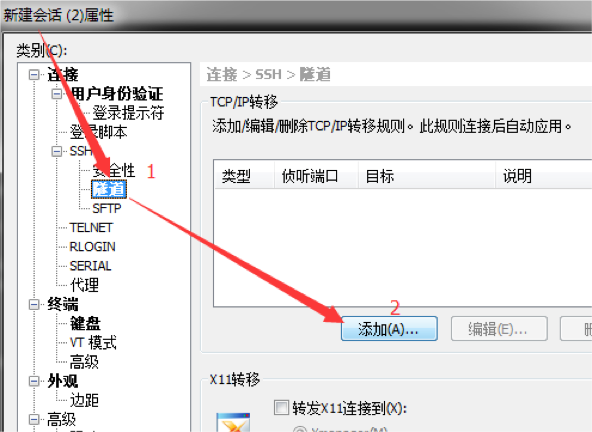 新建会话 (2)属性
类别(C):
连接
用户身份验证
登录提示符
登录脚本
SSH
安全性
隧道
SFTP
TELNET
RLOGIN
SERIAL
代理
终端
键盘
VT 模式
高级
外观
边距
高级
1
连接 > SSH > 隧道
TCP/IP转移
添加/编辑/删除TCP/IP转移规则。此规则连接后自动应用。
类型 侦听端口 目标 说明
2
添加(A)... 编辑(E)...
X11转移
转发X11连接到(X):